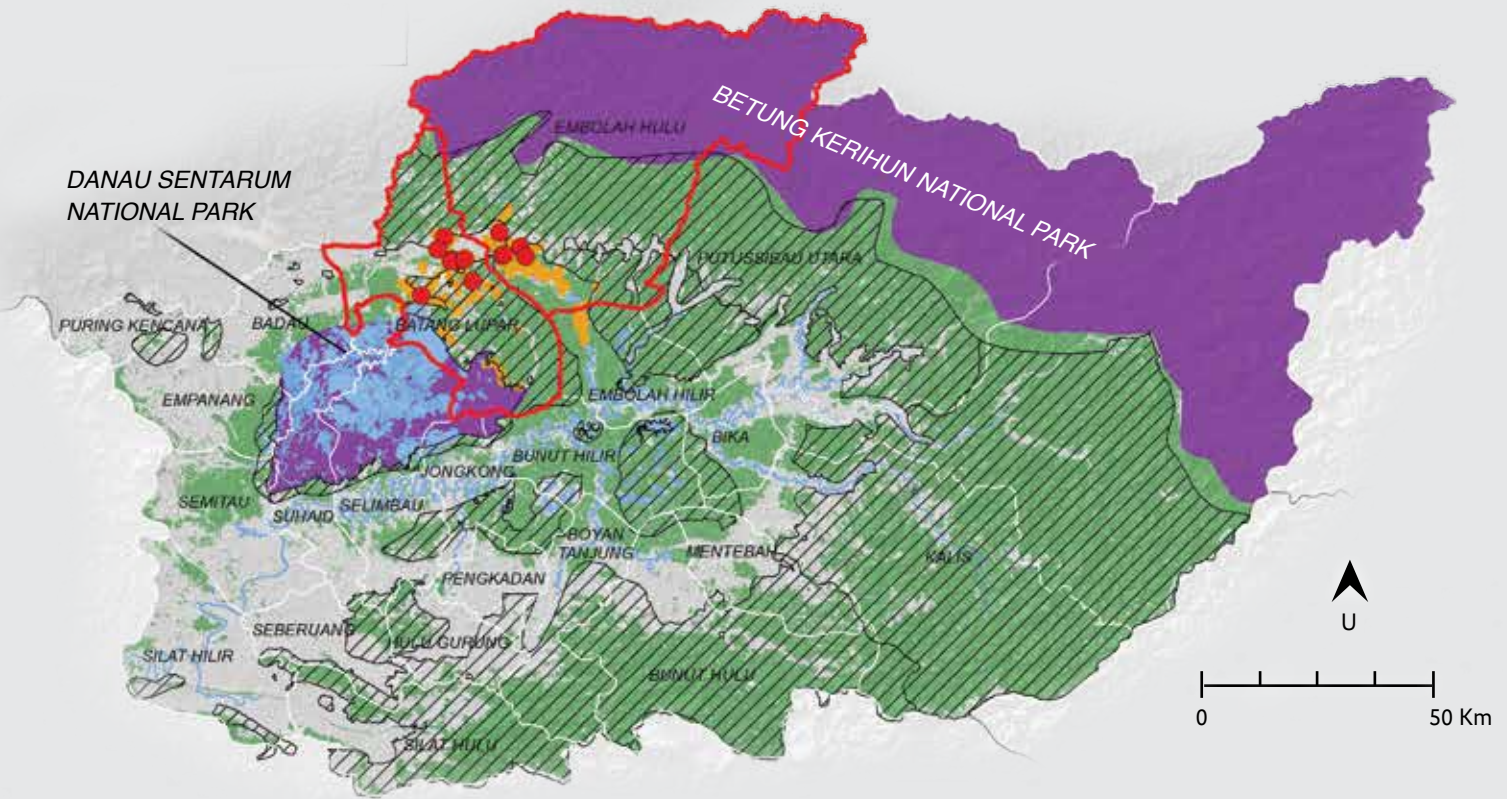 EMBOLAH HULU
BETUNG KERIHUN NATIONAL PARK
DANAU SENTARUM
NATIONAL PARK
PUTUSSIBAU UTARA
PURING KENCANA
BADAU
BATANG LUPAR
EMPANANG
EMBOLAH HILIR
BIKA
BUNUT HILIR
JONGKONG
SEMITAU
SUHAID
SELIMBAU
BOYAN
TANJUNG
MENTEBAH
KALIS
PENGKADAN
SEBERUANG
HULU GURUNG
SILAT HILIR
BUNUT HULU
SILAT HULU
U
0
50 Km